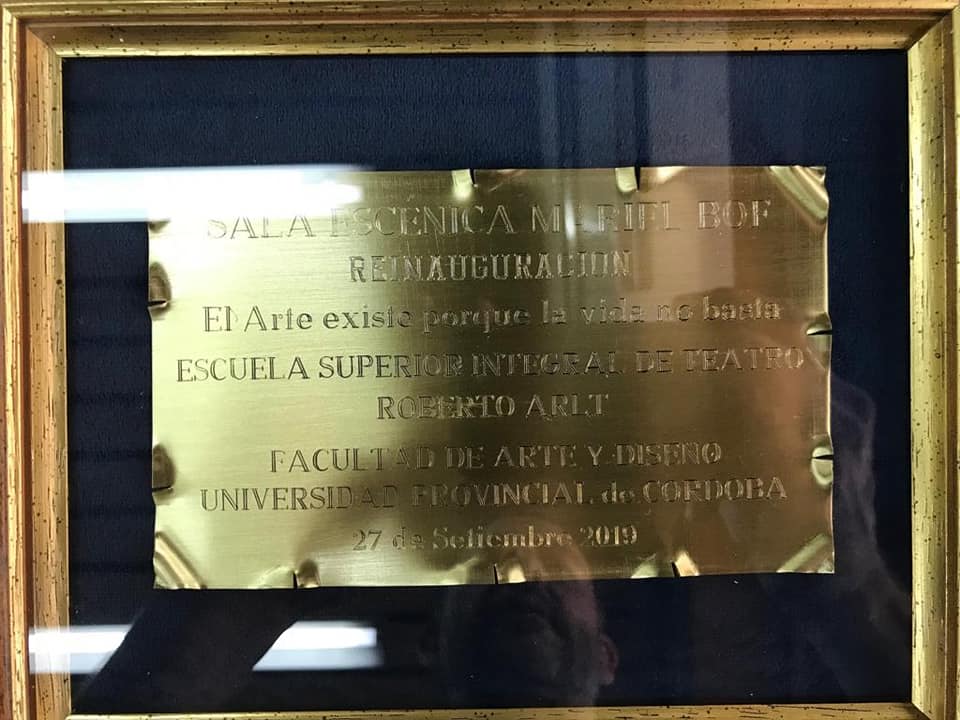 SALA ESCÉNICA MARIEL BOF
REINAUGURACION
El Arte existe porque la vida no basta
ESCUELA SUPERIOR INTEGRAL DE TEATRO
ROBERTO ARLT
FACULTAD DE ARTE Y DISEÑO
UNIVERSIDAD PROVINCIAL de CORDOBA
27 de Setiembre 2019